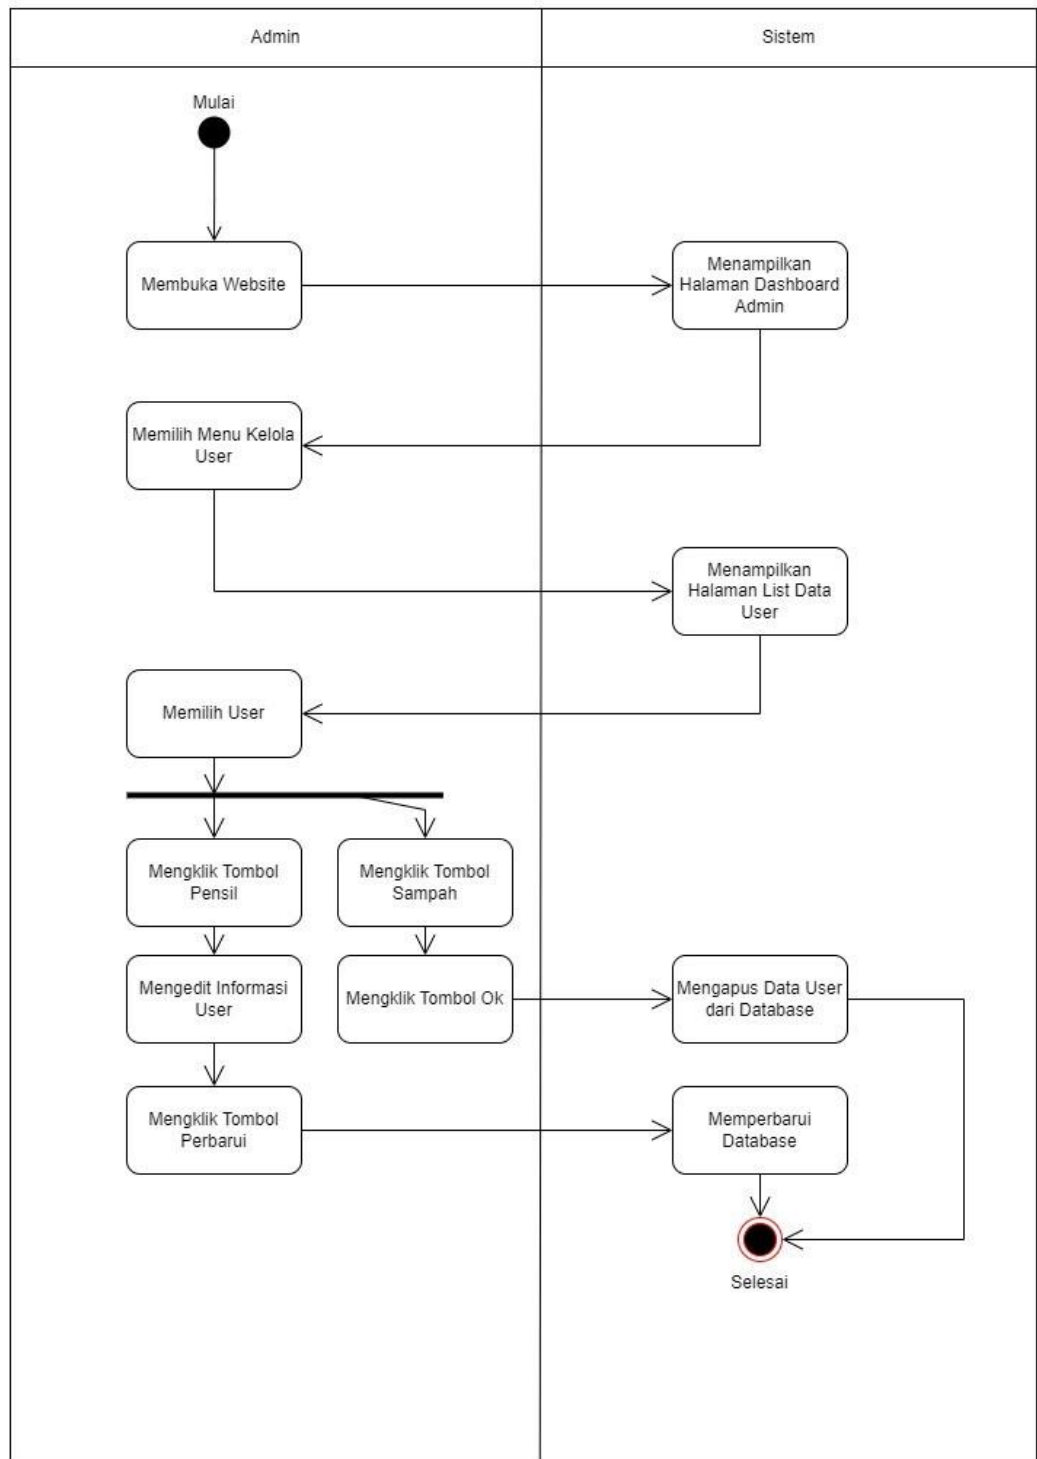 Admin
Sistem
Mulai
Membuka Website
Menampilkan
Halaman Dashboard
Admin
Memilih Menu Kelola
User
Menampilkan
Halaman List Data
User
Memilih User
Mengklik Tombol
Pensil
Mengklik Tombol
Sampah
Mengedit Informasi
User
Mengklik Tombol Ok
Mengapus Data User
dari Database
Mengklik Tombol
Perbarui
Memperbarui
Database
Selesai